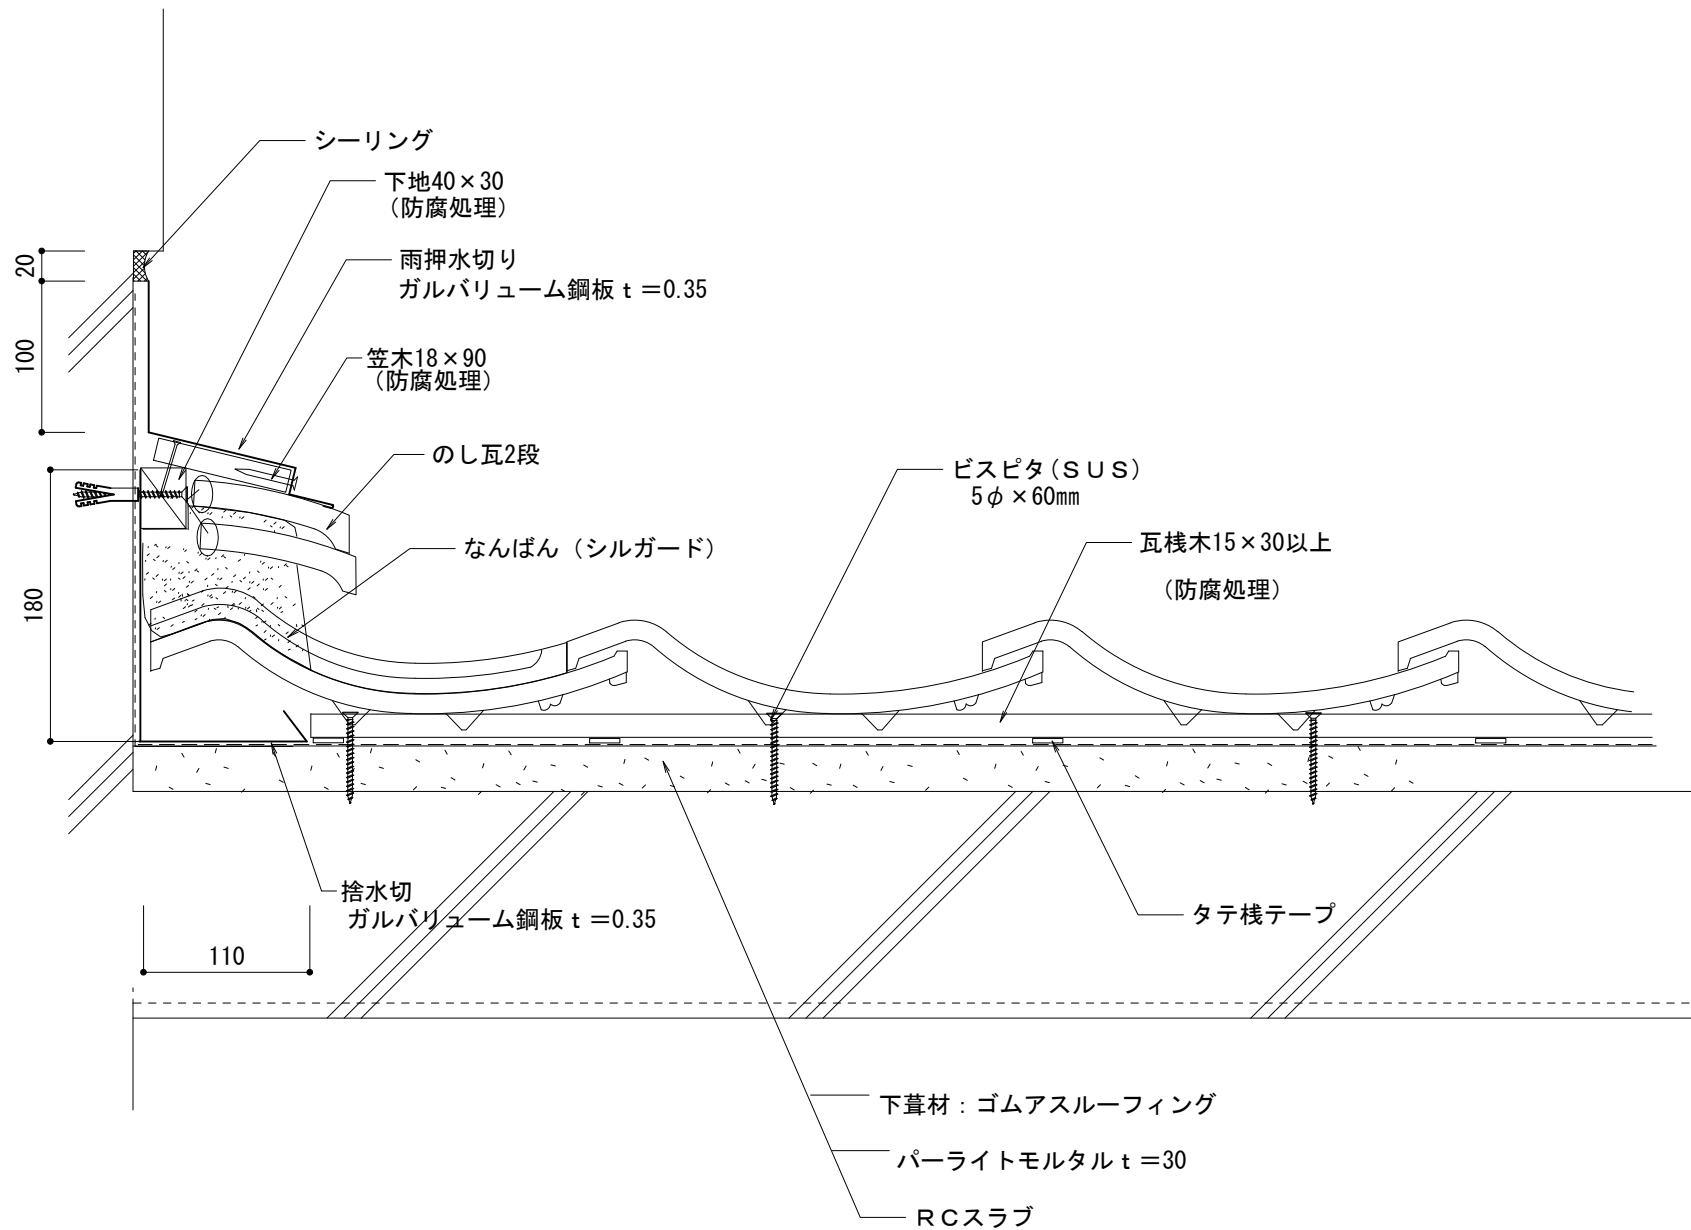 シーリング
下地40×30
（防腐処理）
雨押水切り
ガルバリューム鋼板ｔ＝0.35
笠木18×90
（防腐処理）
のし瓦2段
なんばん（シルガード）
ビスピタ（ＳＵＳ）
5φ×60㎜
瓦桟木15×30以上
（防腐処理）
20
100
180
捨水切
ガルバリューム鋼板ｔ＝0.35
タテ桟テープ
110
下葺材：ゴムアスルーフィング
パーライトモルタルｔ＝30
ＲＣスラブ